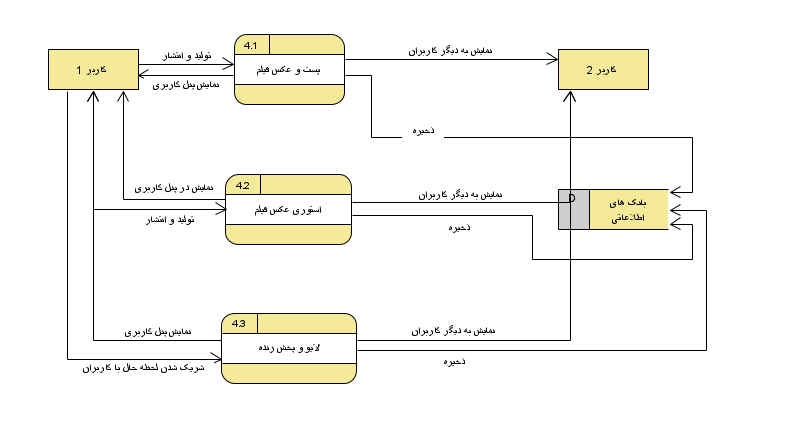 4.1
تولید و انتشار
نمایش به دیگر کاربران
کاربر 1
پست و عکس فیلم
کاربر 2
نمایش پنل کاربری
ذخیره
4.2
نمایش در پنل کاربری
نمایش به دیگر کاربران
D
بانک های
اطلاعاتی
استوری عکس فیلم
تولید و انتشار
ذخیره
4.3
نمایش پنل کاربری
نمایش به دیگر کاربران
لایو و پخش زنده
شریک شدن لحظه حال با کاربران
ذخیره